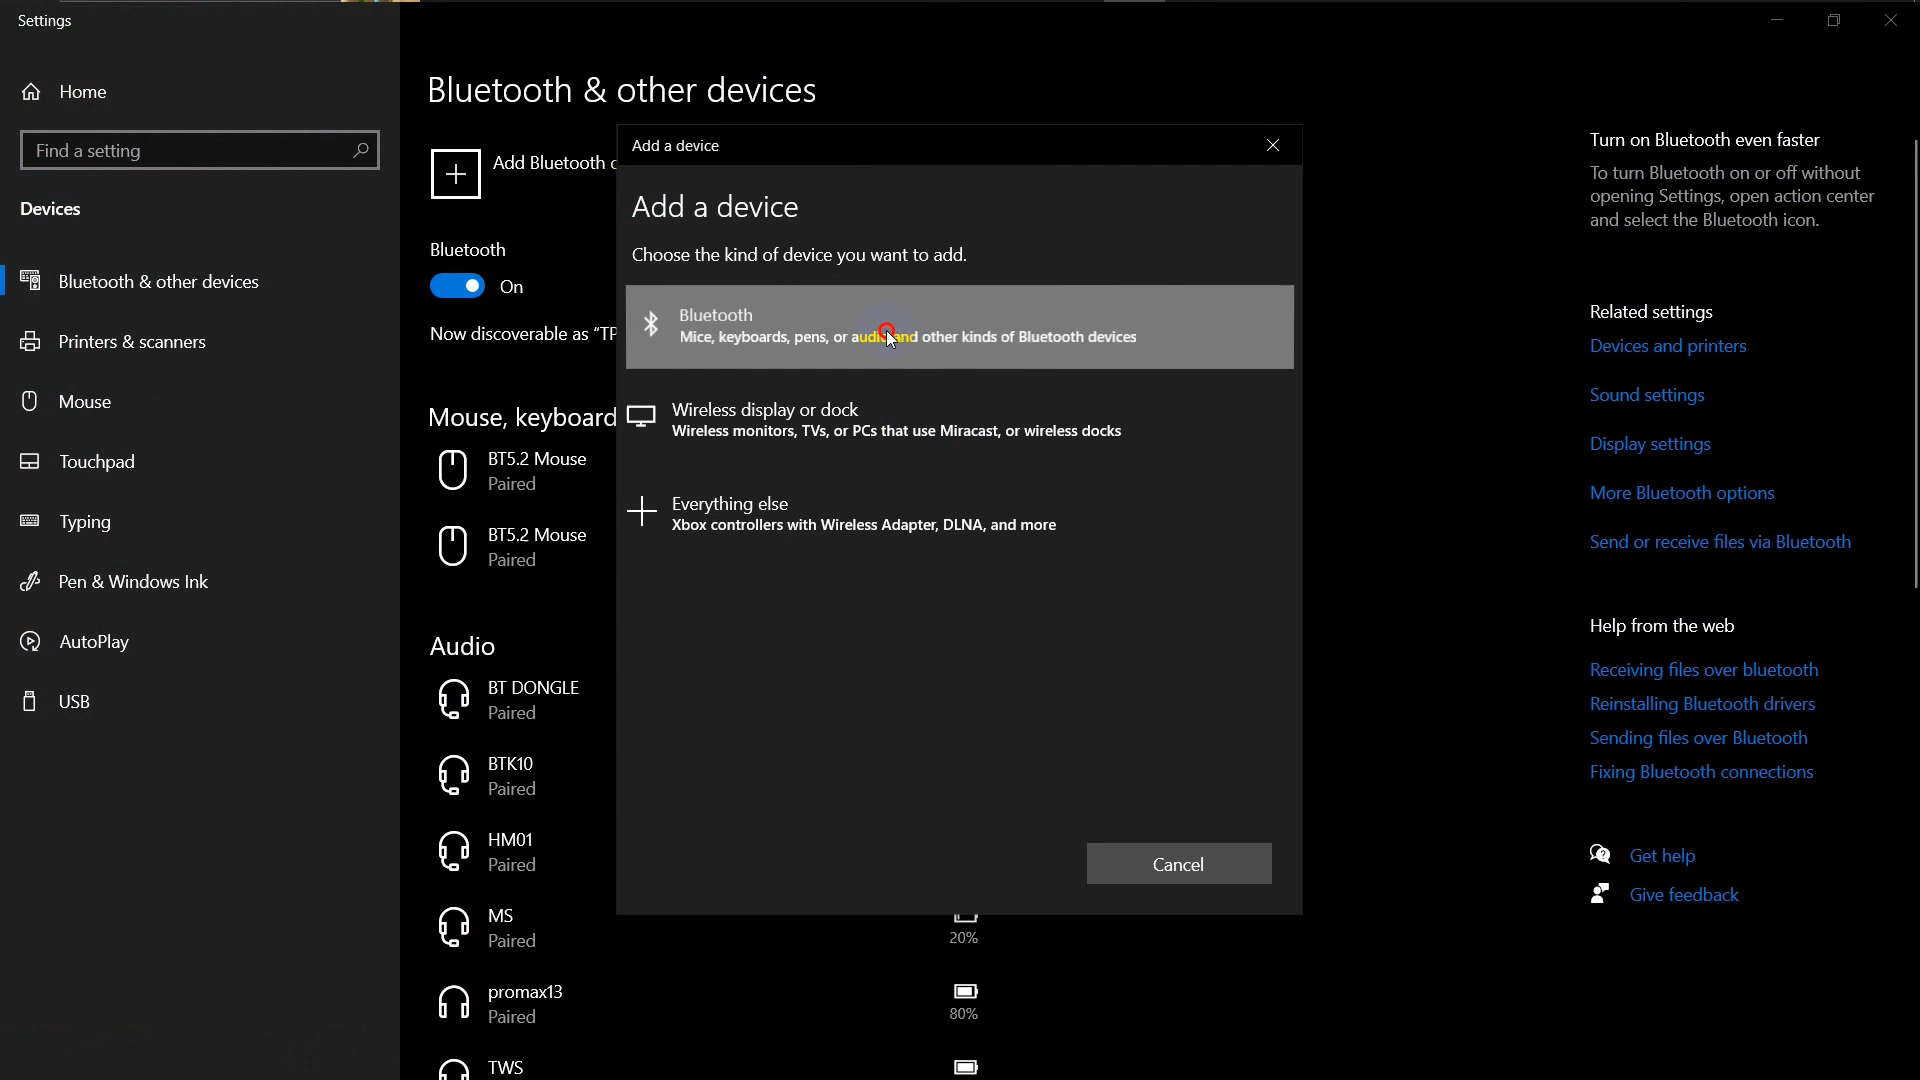 Settings
Home
Find a setting
Devices
Bluetooth & other devices
Printers & scanners
Mouse
Touchpad
Typing
Pen & Windows Ink
AutoPlay
USB
Bluetooth & other devices
Add Bluetooth
Bluetooth
On
Now discoverable as “TP
Mouse, keyboard
BT5.2 Mouse
Paired
BT5.2 Mouse
Paired
Audio
BT DONGLE
Paired
BTK10
Paired
HM01
Paired
MS
Paired
20%
promax13
Paired
80%
TWS
Add a device
Add a device
Choose the kind of device you want to add.
Bluetooth
Mice, keyboards, pens, or audio and other kinds of Bluetooth devices
Wireless display or dock
Wireless monitors, TVs, or PCs that use Miracast, or wireless docks
Everything else
Xbox controllers with Wireless Adapter, DLNA, and more
Cancel
Turn on Bluetooth even faster
To turn Bluetooth on or off without
opening Settings, open action center
and select the Bluetooth icon.
Related settings
Devices and printers
Sound settings
Display settings
More Bluetooth options
Send or receive files via Bluetooth
Help from the web
Receiving files over bluetooth
Reinstalling Bluetooth drivers
Sending files over Bluetooth
Fixing Bluetooth connections
Get help
Give feedback